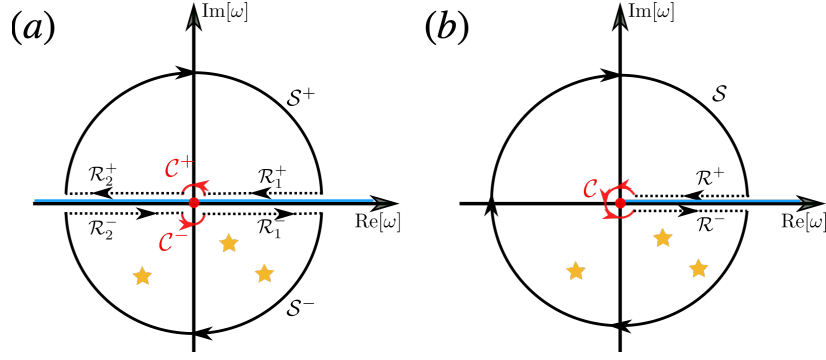 (a)
Im[ω]
S⁺
C⁺
R₂⁺
R₁⁺
Re[ω]
R₂⁻
C⁻
R₁⁻
S⁻
(b)
Im[ω]
S
C
R⁺
Re[ω]
R⁻